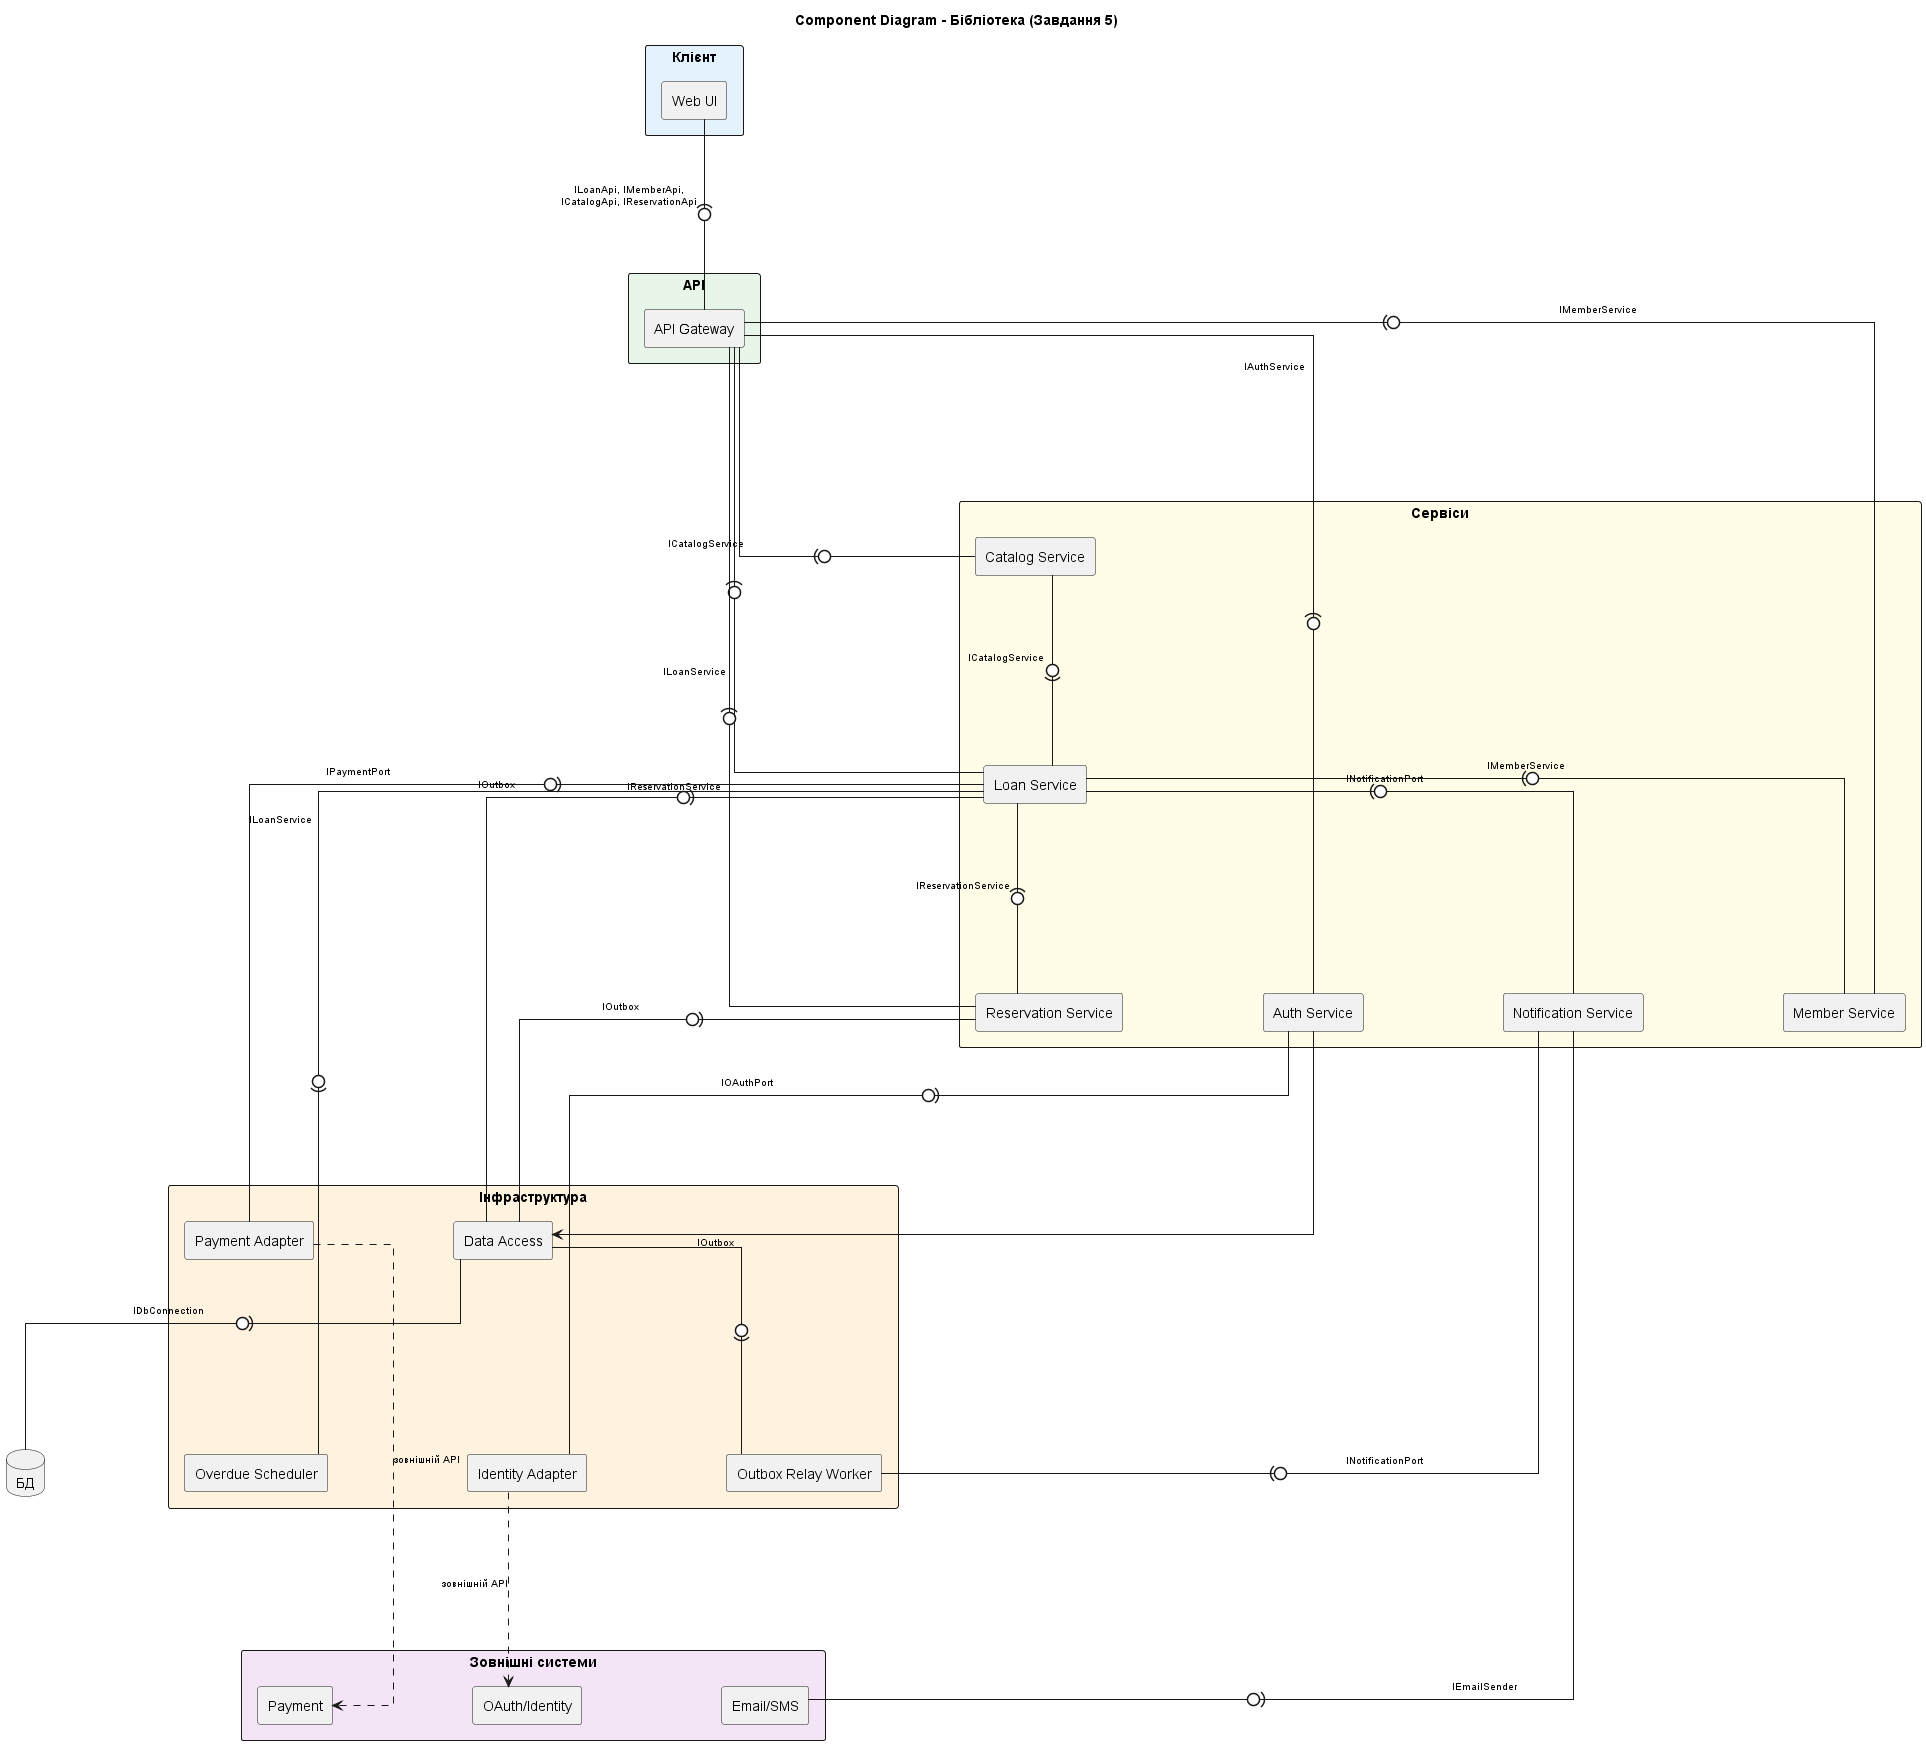 Component Diagram - Бібліотека (Завдання 5)
Клієнт
Web UI
ILoanApi, IMemberApi,
ICatalogApi, IReservationApi
API
API Gateway
IMemberService
IAuthService
Сервіси
ICatalogService
Catalog Service
ICatalogService
ILoanService
IPaymentPort
IOutbox
IReservationService
Loan Service
INotificationPort
IMemberService
ILoanService
IReservationService
IOutbox
Reservation Service
Auth Service
Notification Service
Member Service
IOAuthPort
Інфраструктура
Payment Adapter
Data Access
IOutbox
IDbConnection
зовнішній API
INotificationPort
БД
Overdue Scheduler
Identity Adapter
Outbox Relay Worker
зовнішній API
Зовнішні системи
IEmailSender
Payment
OAuth/Identity
Email/SMS